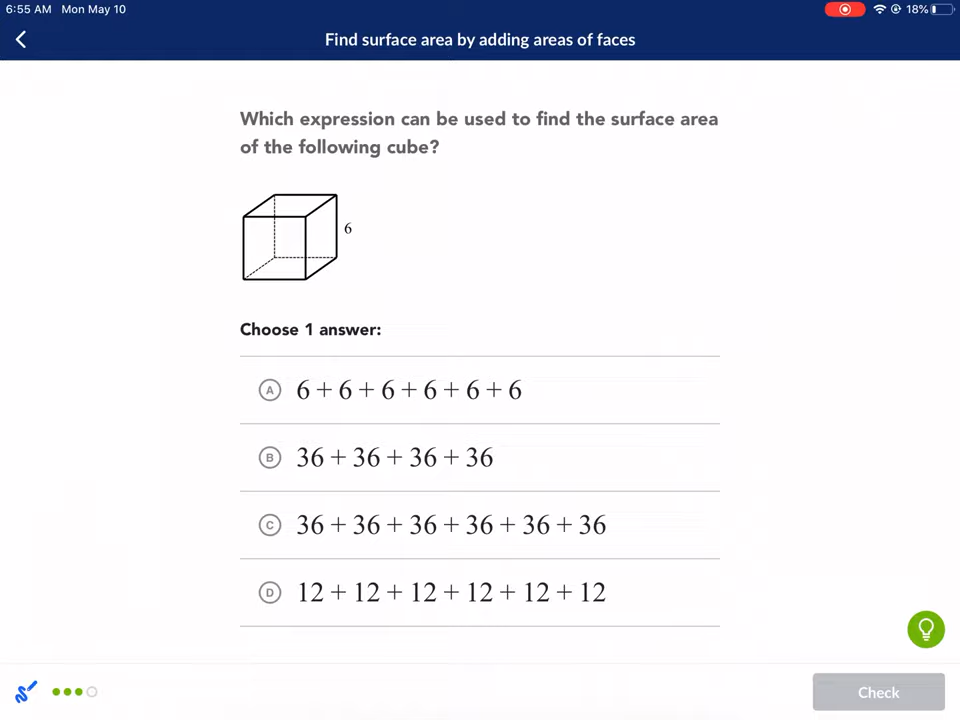 6:55 AM Mon May 10
18%
Find surface area by adding areas of faces
Which expression can be used to find the surface area
of the following cube?
6
Choose 1 answer:
A 6 + 6 + 6 + 6 + 6 + 6
B 36 + 36 + 36 + 36
C 36 + 36 + 36 + 36 + 36 + 36
D 12 + 12 + 12 + 12 + 12 + 12
Check